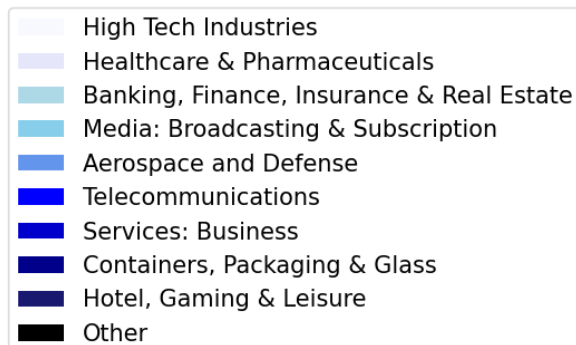 High Tech Industries
Healthcare & Pharmaceuticals
Banking, Finance, Insurance & Real Estate
Media: Broadcasting & Subscription
Aerospace and Defense
Telecommunications
Services: Business
Containers, Packaging & Glass
Hotel, Gaming & Leisure
Other